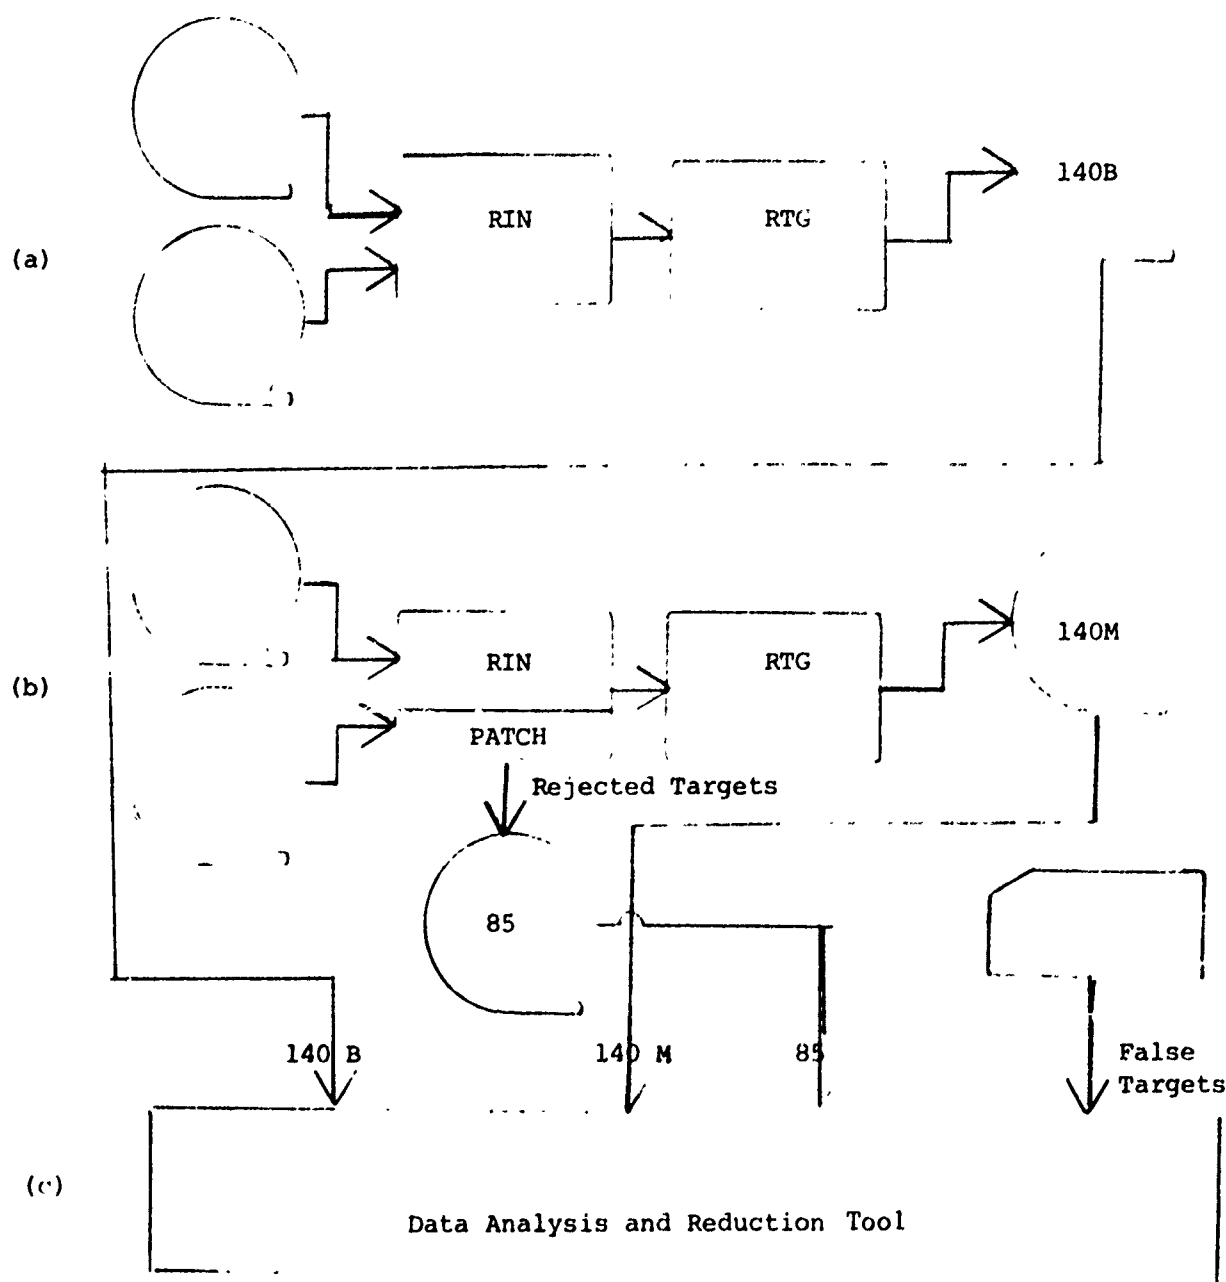 (a)
RIN
RTG
140B
(b)
RIN
RTG
140M
PATCH
Rejected Targets
85
140 B
140 M
85
False
Targets
(c)
Data Analysis and Reduction Tool